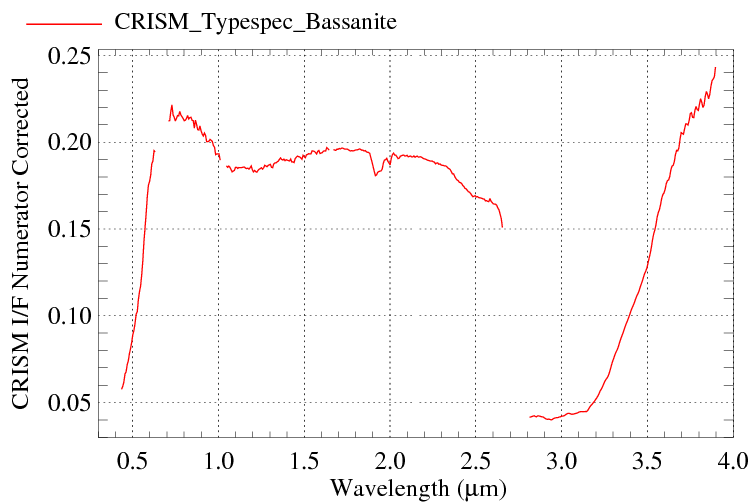 CRISM_Typespec_Bassanite
CRISM I/F Numerator Corrected
0.25
0.20
0.15
0.10
0.05
0.5 1.0 1.5 2.0 2.5 3.0 3.5 4.0
Wavelength (μm)